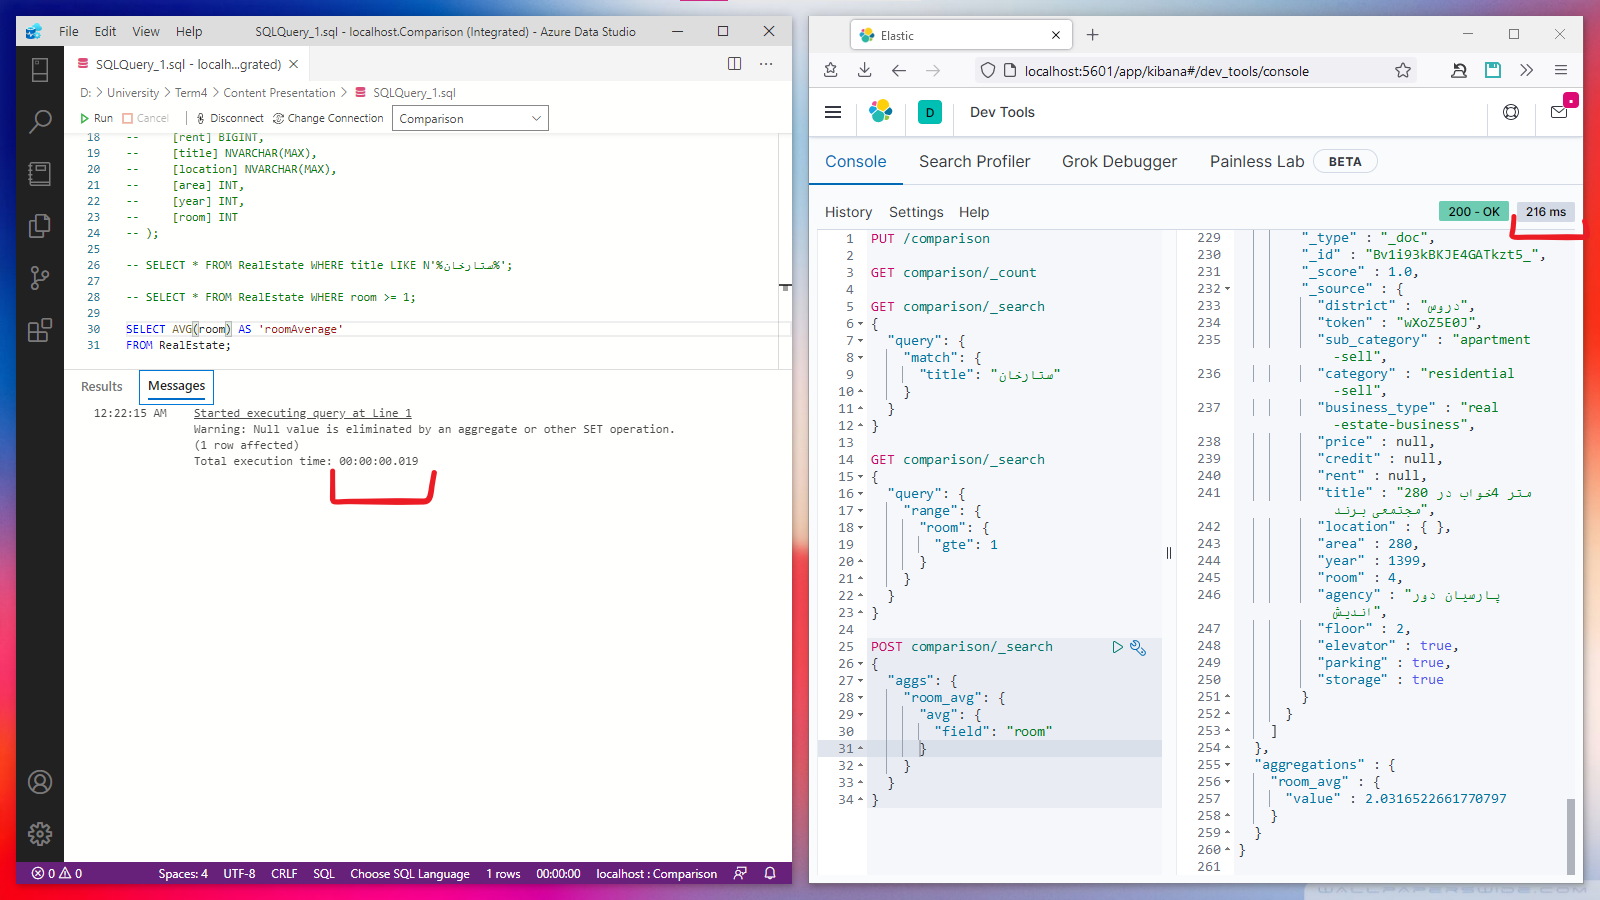 File Edit View Help SQLQuery_1.sql - localhost.Comparison (Integrated) - Azure Data Studio
SQLQuery_1.sql - localh...grated)
D: > University > Term4 > Content Presentation > SQLQuery_1.sql
Run Cancel Disconnect Change Connection Comparison
18 -- [rent] BIGINT,
19 -- [title] NVARCHAR(MAX),
20 -- [location] NVARCHAR(MAX),
21 -- [area] INT,
22 -- [year] INT,
23 -- [room] INT
24 -- );
25
26 -- SELECT * FROM RealEstate WHERE title LIKE N'%ستارخان%';
27
28 -- SELECT * FROM RealEstate WHERE room >= 1;
29
30 SELECT AVG(room) AS 'roomAverage'
31 FROM RealEstate;
Results Messages
12:22:15 AM Started executing query at Line 1
Warning: Null value is eliminated by an aggregate or other SET operation.
(1 row affected)
Total execution time: 00:00:00.019
0 0 Spaces: 4 UTF-8 CRLF SQL Choose SQL Language 1 rows 00:00:00 localhost : Comparison
Elastic
localhost:5601/app/kibana#/dev_tools/console
D Dev Tools
Console Search Profiler Grok Debugger Painless Lab BETA
History Settings Help 200 - OK 216 ms
1 PUT /comparison
2
3 GET comparison/_count
4
5 GET comparison/_search
6 {
7 "query": {
8 "match": {
9 "title": "ستارخان"
10 }
11 }
12 }
13
14 GET comparison/_search
15 {
16 "query": {
17 "range": {
18 "room": {
19 "gte": 1
20 }
21 }
22 }
23 }
24
25 POST comparison/_search
26 {
27 "aggs": {
28 "room_avg": {
29 "avg": {
30 "field": "room"
31 }
32 }
33 }
34 }
229 "_type" : "_doc",
230 "_id" : "Bv1i93kBKJE4GATkzt5_",
231 "_score" : 1.0,
232 "_source" : {
233 "district" : "دروس",
234 "token" : "wXoZ5E0J",
235 "sub_category" : "apartment
-sell",
236 "category" : "residential
-sell",
237 "business_type" : "real
-estate-business",
238 "price" : null,
239 "credit" : null,
240 "rent" : null,
241 "title" : "280 متر 4خواب در
مجتمعی برند",
242 "location" : { },
243 "area" : 280,
244 "year" : 1399,
245 "room" : 4,
246 "agency" : "پارسیان دور
اندیش",
247 "floor" : 2,
248 "elevator" : true,
249 "parking" : true,
250 "storage" : true
251 }
252 }
253 ]
254 },
255 "aggregations" : {
256 "room_avg" : {
257 "value" : 2.0316522661770797
258 }
259 }
260 }
261